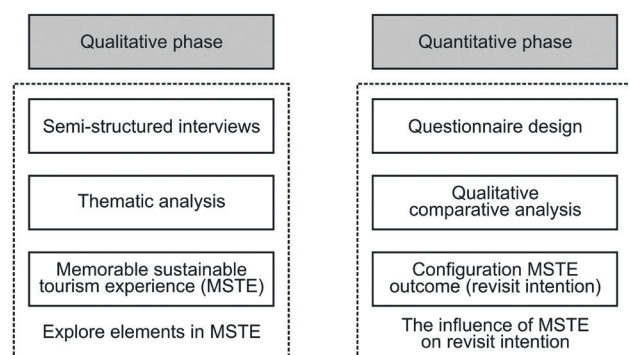 Qualitative phase
Semi-structured interviews
Thematic analysis
Memorable sustainable
tourism experience (MSTE)
Explore elements in MSTE
Quantitative phase
Questionnaire design
Qualitative
comparative analysis
Configuration MSTE
outcome (revisit intention)
The influence of MSTE
on revisit intention